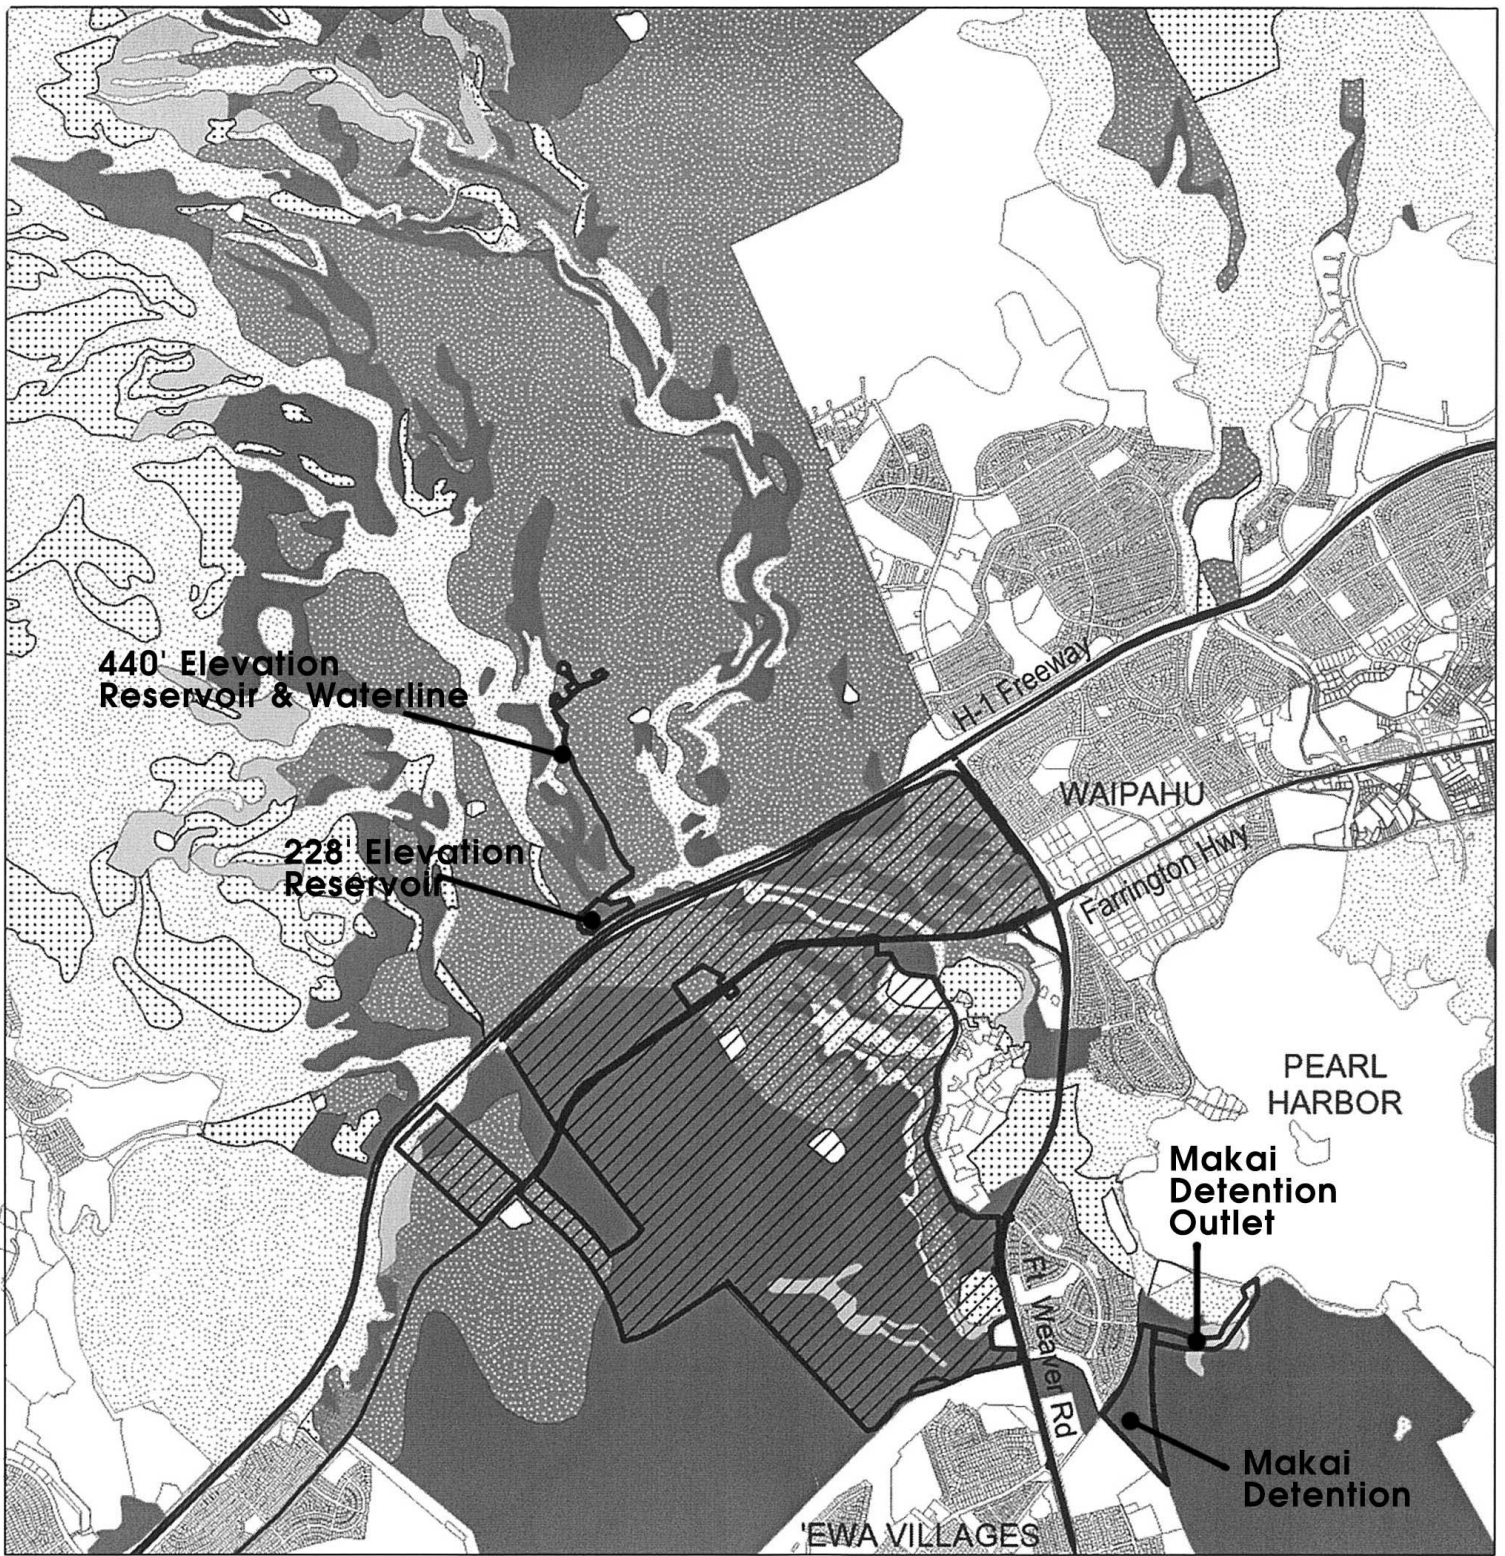 440' Elevation
Reservoir & Waterline
H-1 Freeway
WAIPAHU
228' Elevation
Reservoir
Farrington Hwy
PEARL
HARBOR
Makai
Detention
Outlet
Ft Weaver Rd
Makai
Detention
'EWA VILLAGES